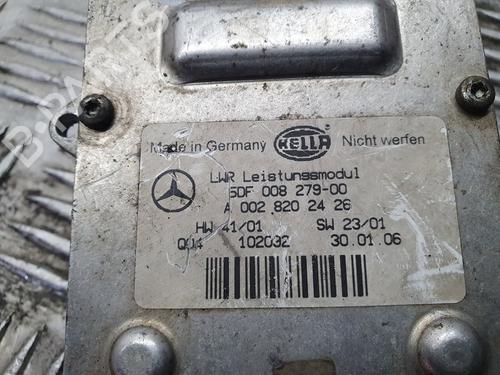 B-PARTS
Made in Germany HELLA Nicht werfen
LWR Leistungsmodul
5DF 008 279-00
A 002 820 24 26
HW 41/01 SW 23/01
Q04 102032 30.01.06